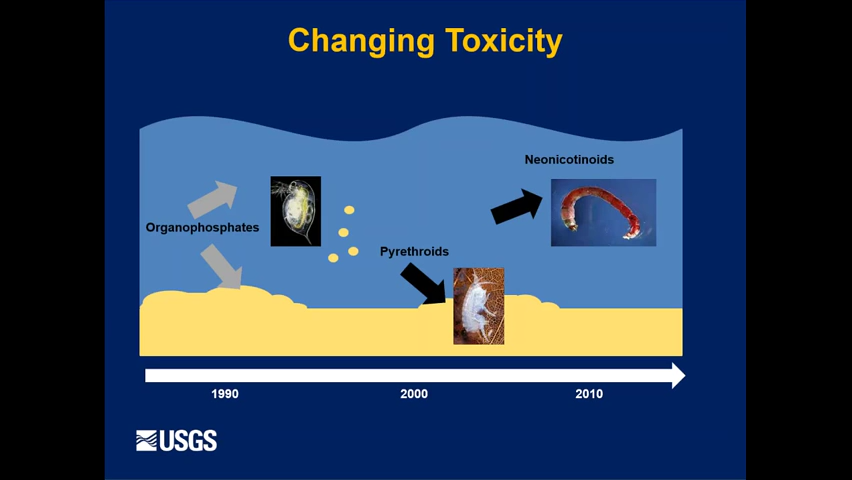 Changing Toxicity
Neonicotinoids
Organophosphates
Pyrethroids
1990
2000
2010
USGS